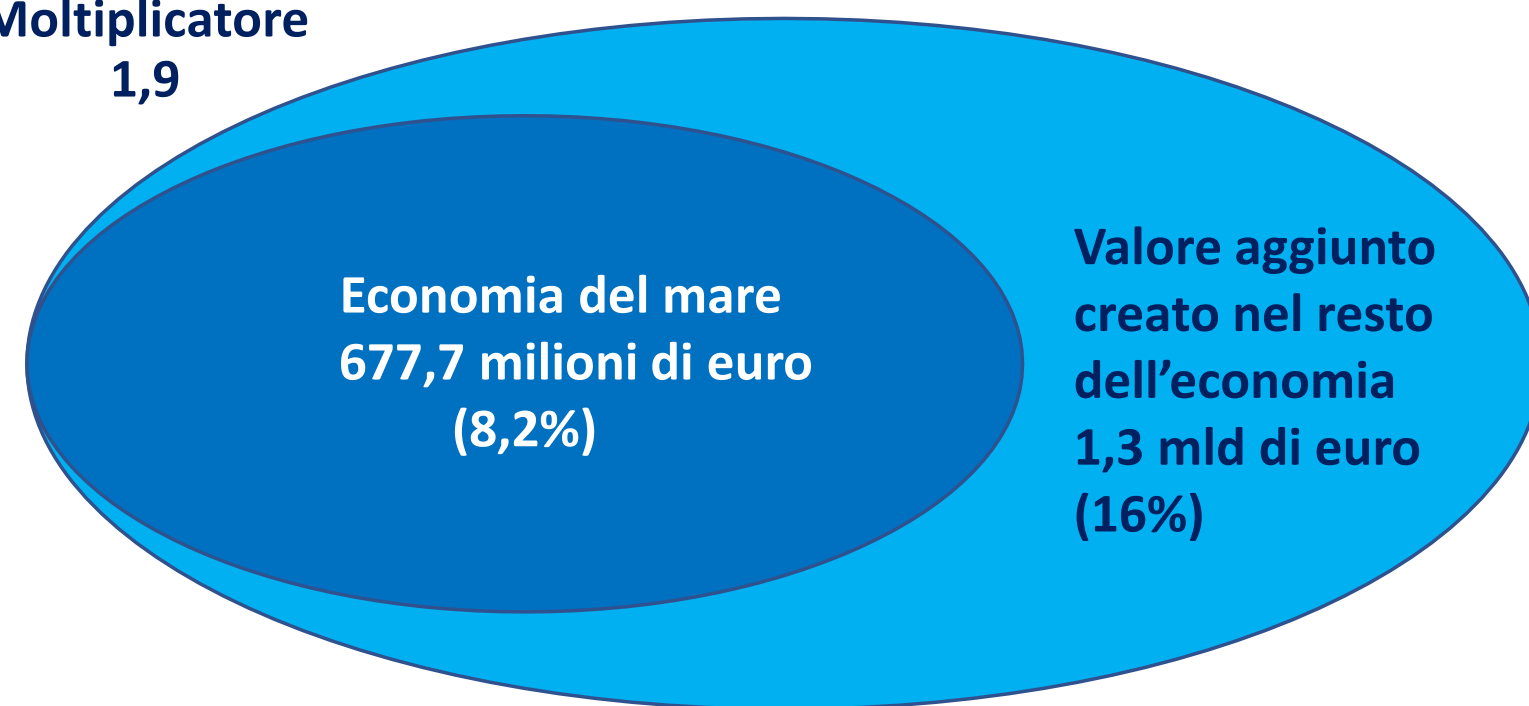 Moltiplicatore
1,9
Economia del mare
677,7 milioni di euro
(8,2%)
Valore aggiunto
creato nel resto
dell’economia
1,3 mld di euro
(16%)